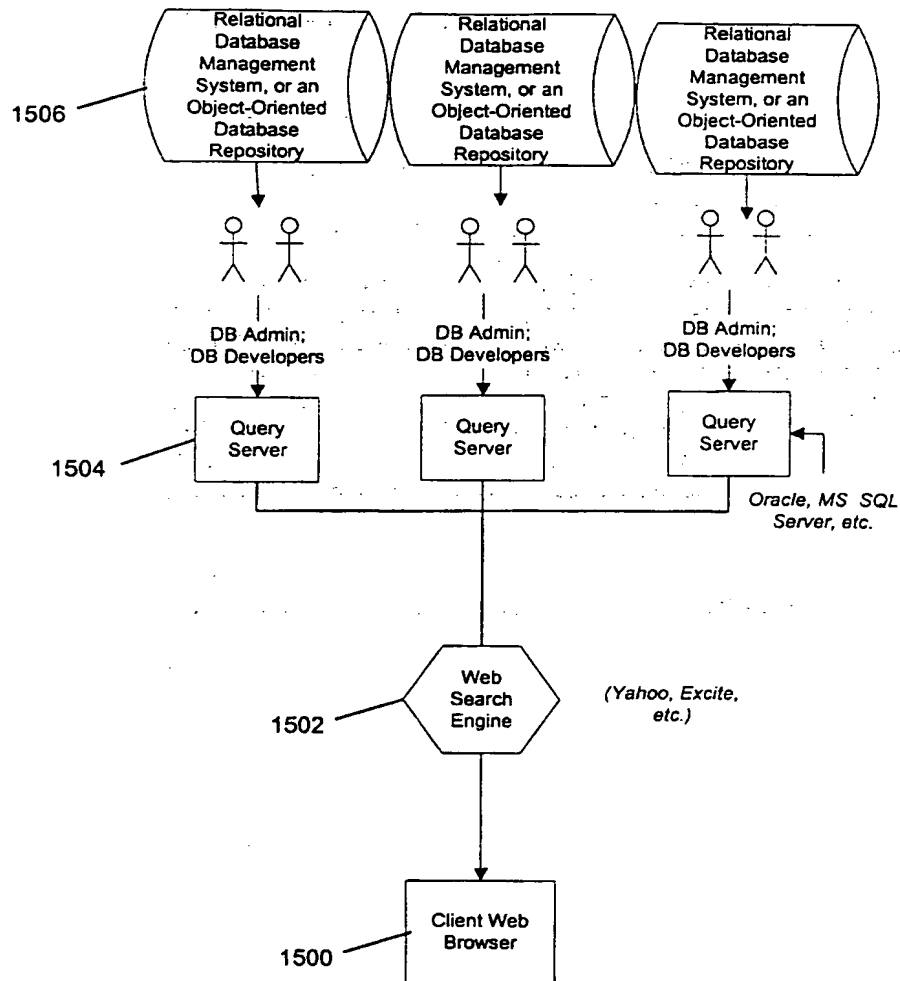 Relational
Database
Management
System, or an
Object-Oriented
Database
Repository
Relational
Database
Management
System, or an
Object-Oriented
Database
Repository
Relational
Database
Management
System, or an
Object-Oriented
Database
Repository
1506
DB Admin;
DB Developers
DB Admin;
DB Developers
DB Admin;
DB Developers
Query
Server
Query
Server
Query
Server
1504
Oracle, MS SQL
Server, etc.
Web
Search
Engine
1502
(Yahoo, Excite,
etc.)
Client Web
Browser
1500